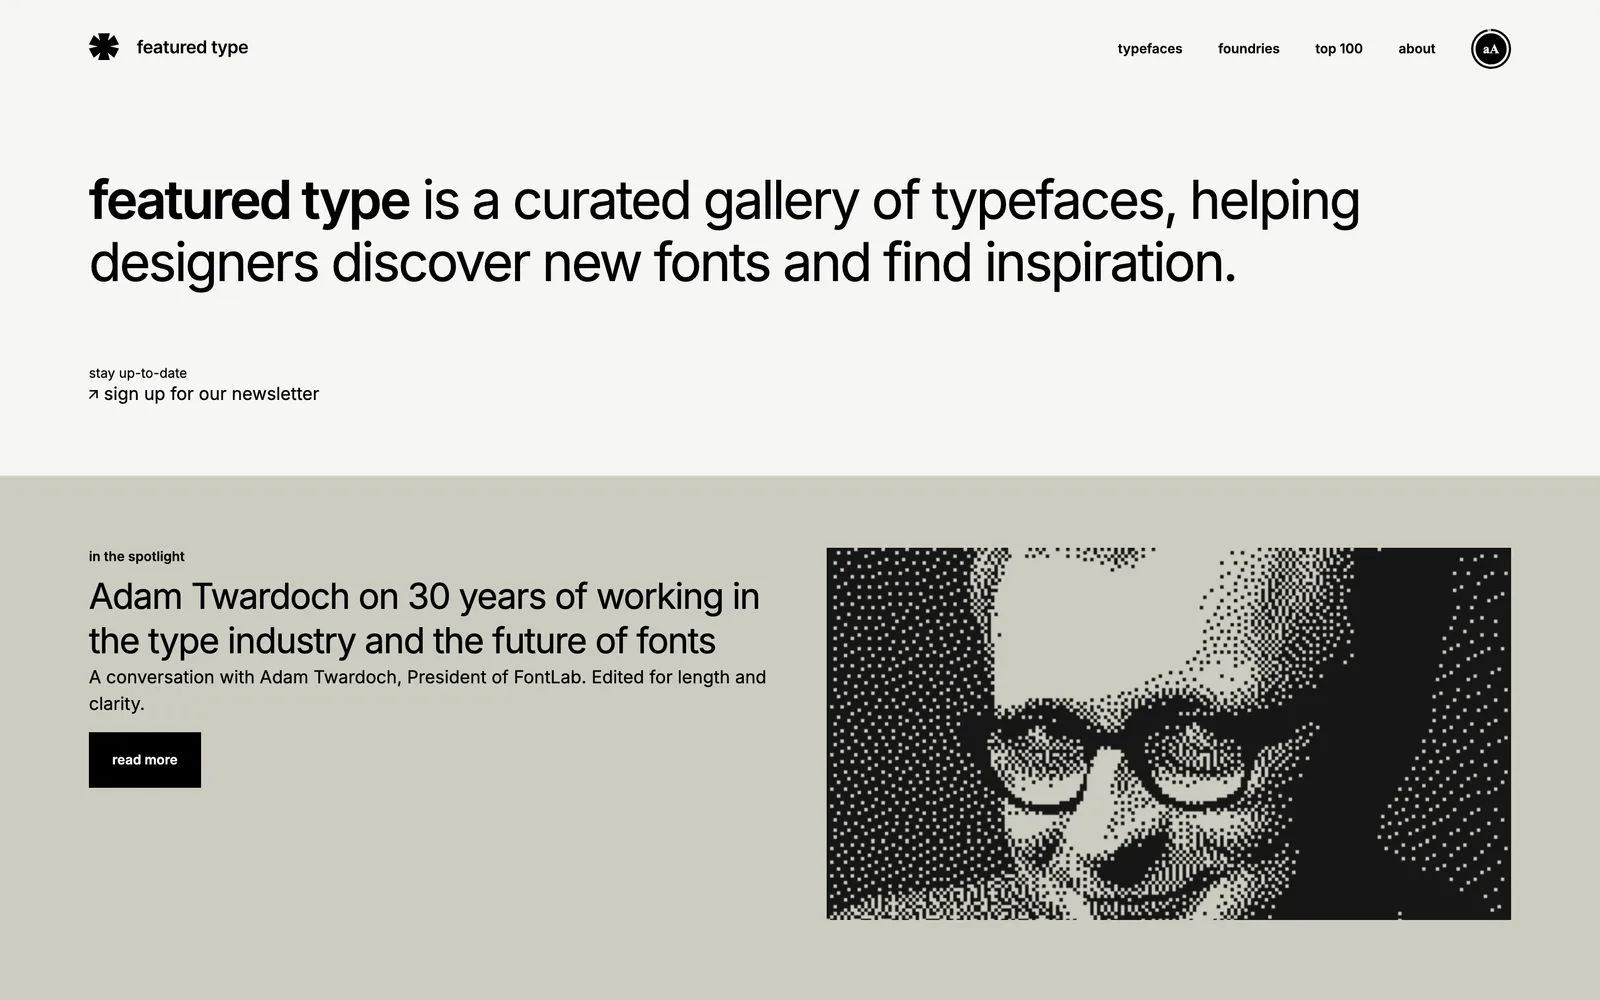 featured type
typefaces
foundries
top 100
about
aA
featured type is a curated gallery of typefaces, helping
designers discover new fonts and find inspiration.
stay up-to-date
↗ sign up for our newsletter
in the spotlight
Adam Twardoch on 30 years of working in
the type industry and the future of fonts
A conversation with Adam Twardoch, President of FontLab. Edited for length and
clarity.
read more